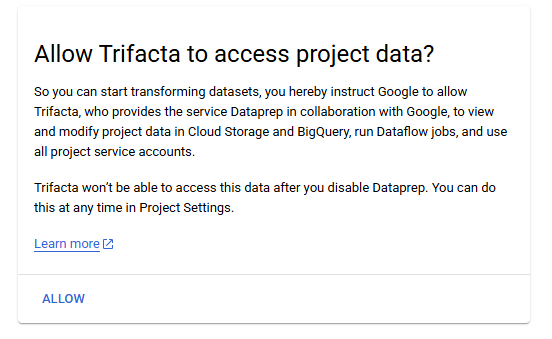 Allow Trifacta to access project data?
So you can start transforming datasets, you hereby instruct Google to allow
Trifacta, who provides the service Dataprep in collaboration with Google, to view
and modify project data in Cloud Storage and BigQuery, run Dataflow jobs, and use
all project service accounts.
Trifacta won’t be able to access this data after you disable Dataprep. You can do
this at any time in Project Settings.
Learn more
ALLOW